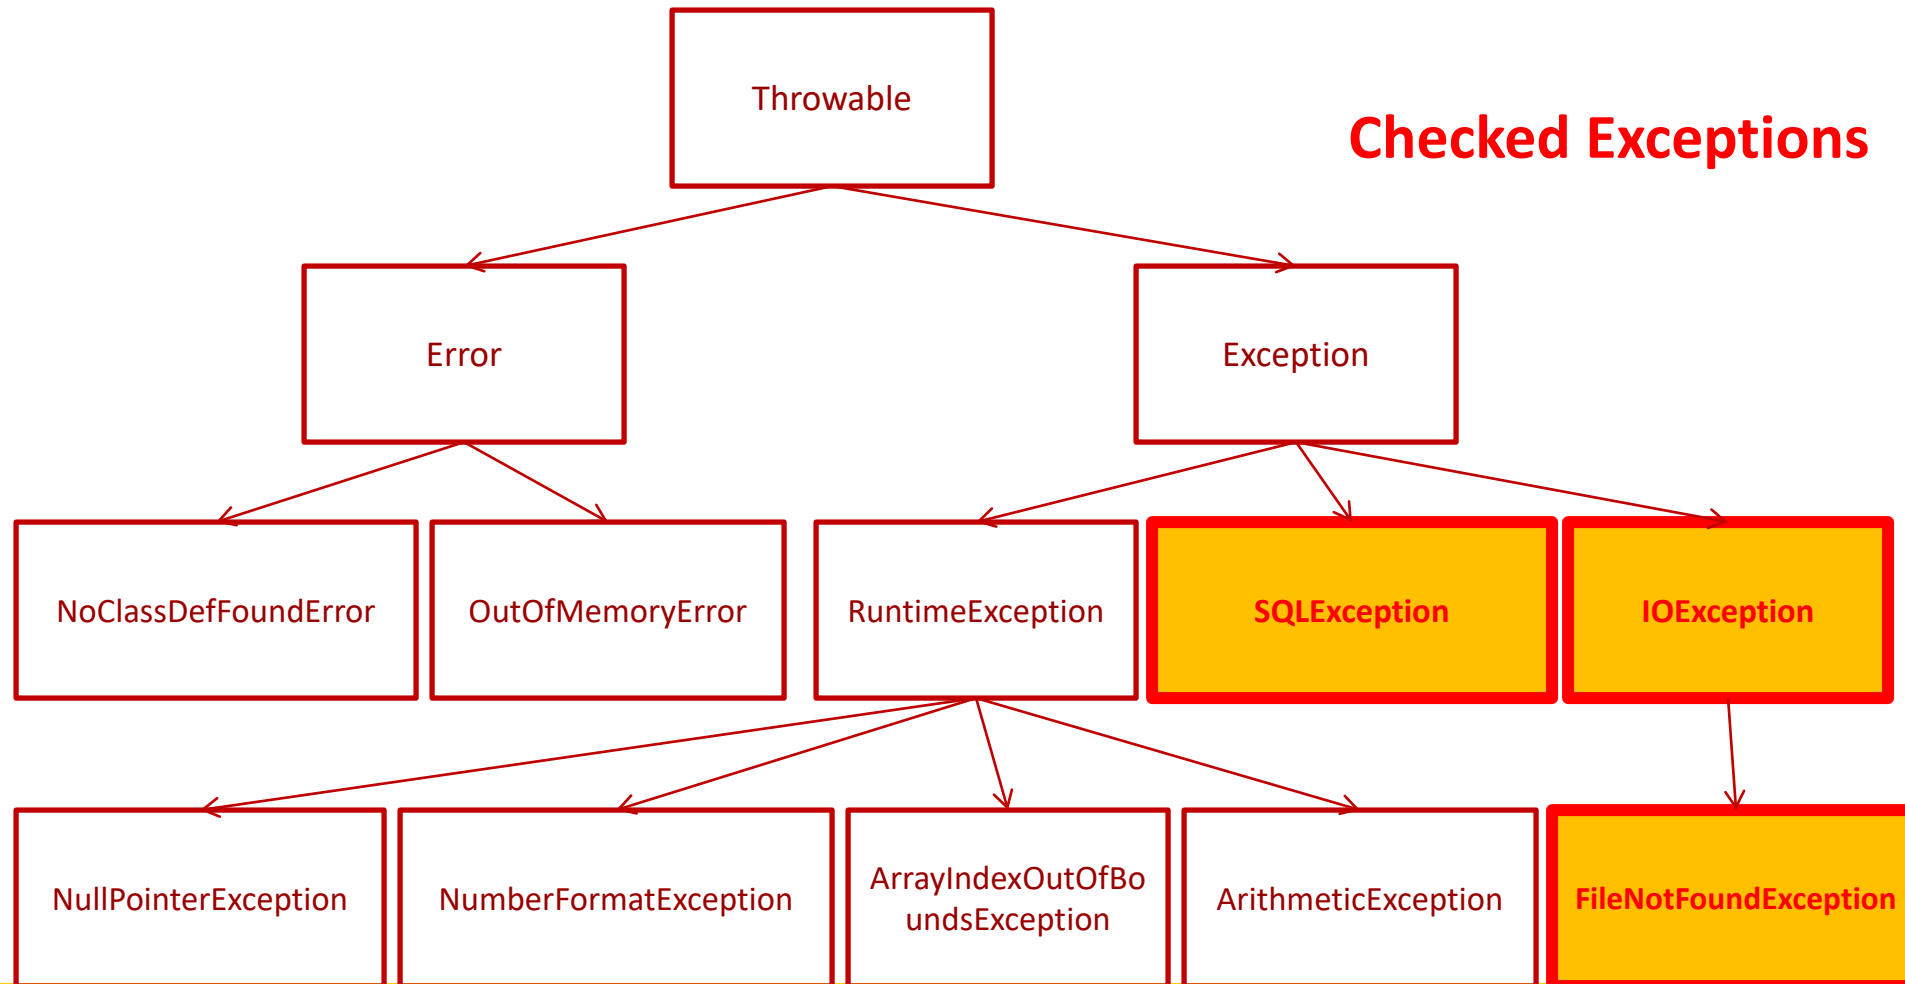 Throwable
Checked Exceptions
Error
Exception
NoClassDefFoundError
OutOfMemoryError
RuntimeException
SQLException
IOException
NullPointerException
NumberFormatException
ArrayIndexOutOfBo
undsException
ArithmeticException
FileNotFoundException